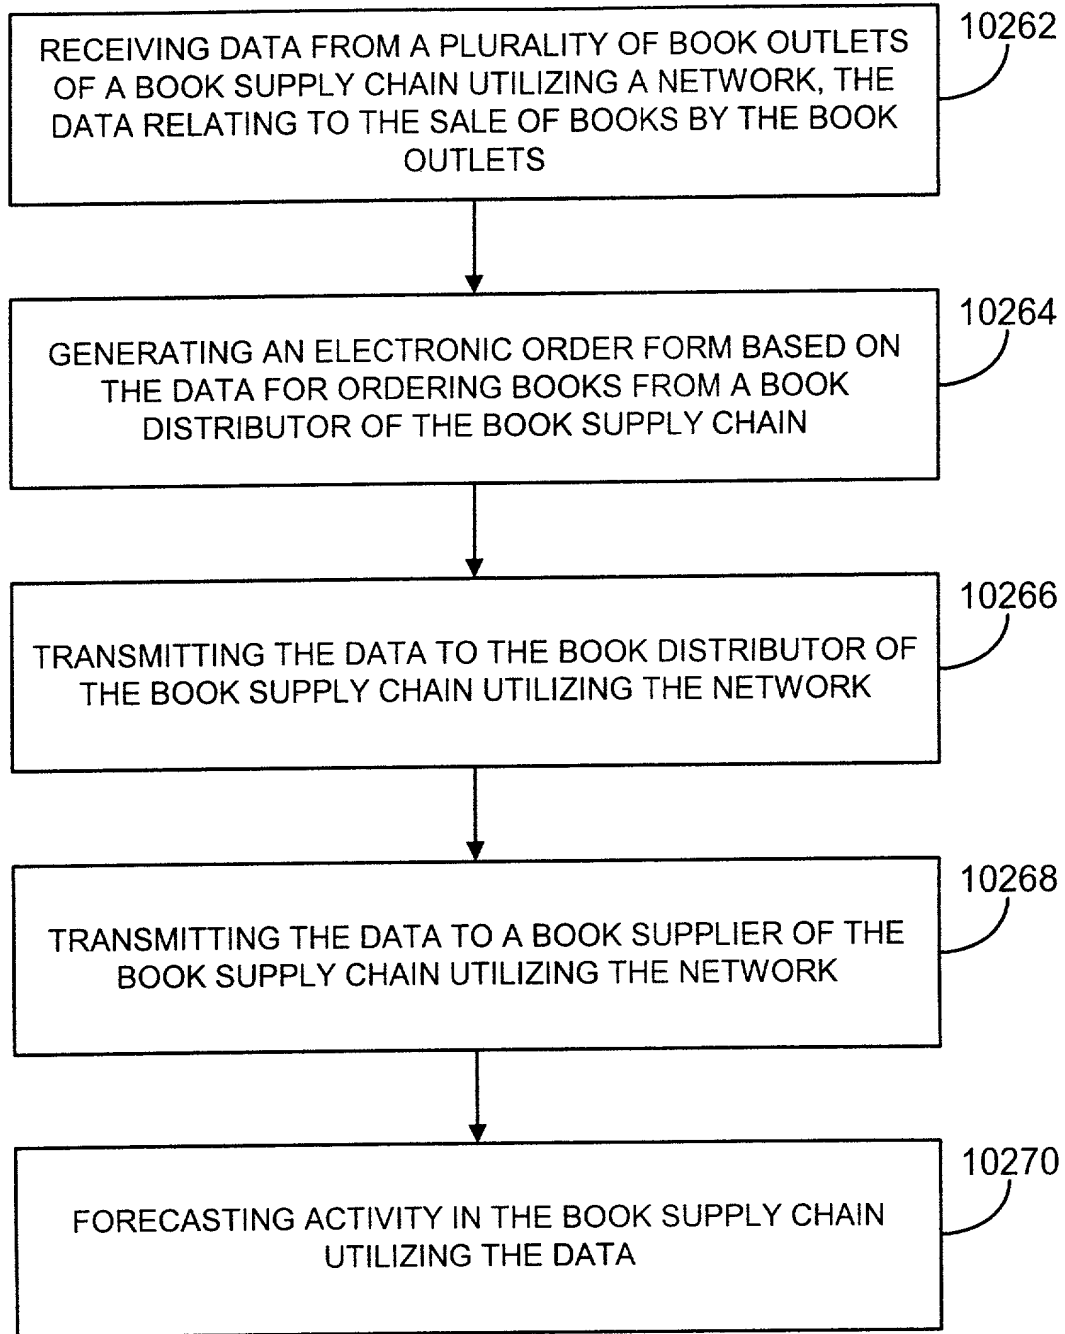 10262
RECEIVING DATA FROM A PLURALITY OF BOOK OUTLETS
OF A BOOK SUPPLY CHAIN UTILIZING A NETWORK, THE
DATA RELATING TO THE SALE OF BOOKS BY THE BOOK
OUTLETS
10264
GENERATING AN ELECTRONIC ORDER FORM BASED ON
THE DATA FOR ORDERING BOOKS FROM A BOOK
DISTRIBUTOR OF THE BOOK SUPPLY CHAIN
10266
TRANSMITTING THE DATA TO THE BOOK DISTRIBUTOR OF
THE BOOK SUPPLY CHAIN UTILIZING THE NETWORK
10268
TRANSMITTING THE DATA TO A BOOK SUPPLIER OF THE
BOOK SUPPLY CHAIN UTILIZING THE NETWORK
10270
FORECASTING ACTIVITY IN THE BOOK SUPPLY CHAIN
UTILIZING THE DATA